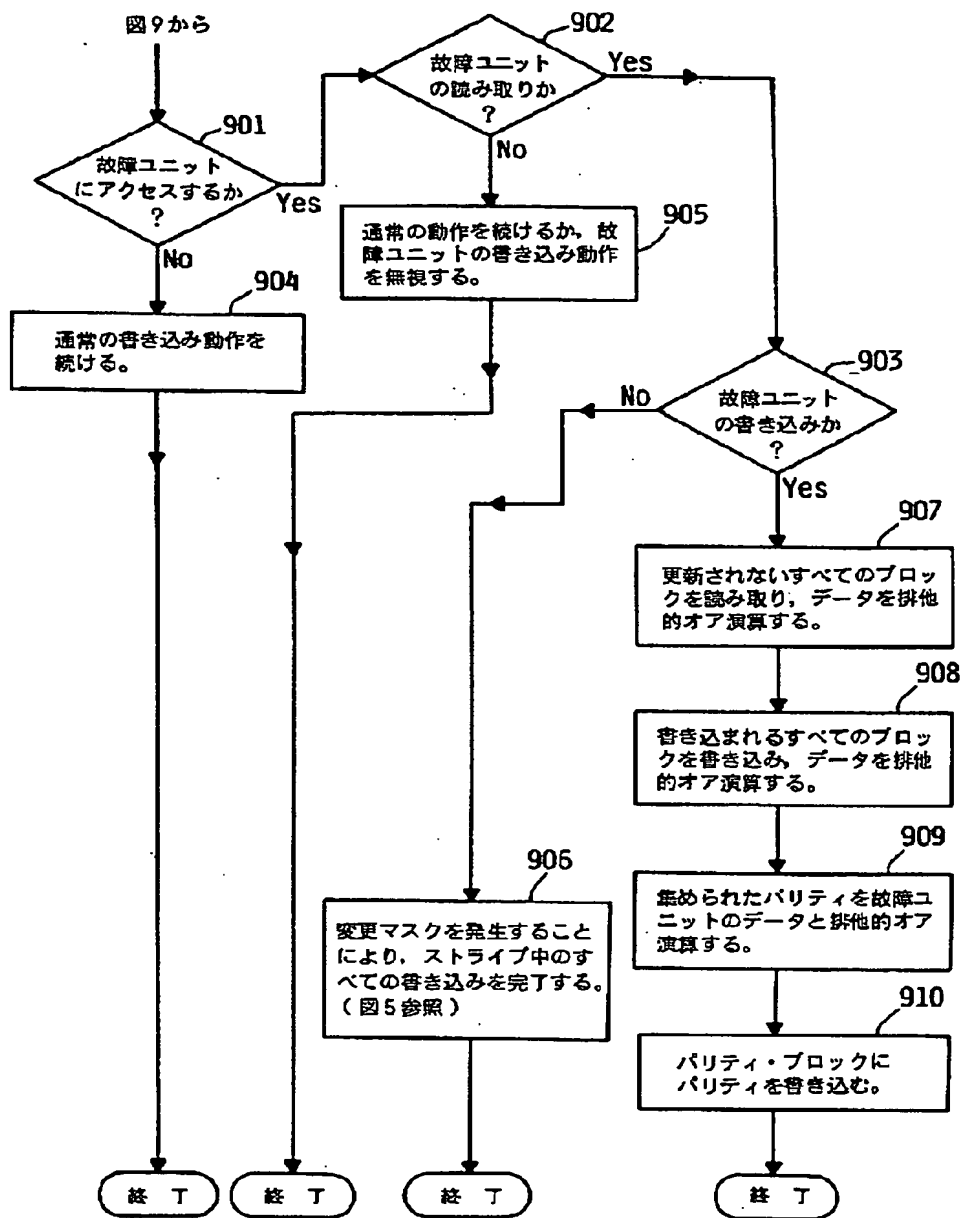 図9から
901
故障ユニット
にアクセスするか
?
Yes
No
902
故障ユニット
の読み取りか
?
Yes
No
904
通常の書き込み動作を
続ける。
905
通常の動作を続けるか,故
障ユニットの書き込み動作
を無視する。
903
故障ユニット
の書き込みか
?
No
Yes
906
変更マスクを発生すること
により,ストライプ中のす
べての書き込みを完了する。
(図5参照)
907
更新されないすべてのブロッ
クを読み取り,データを排他
的オア演算する。
908
書き込まれるすべてのブロッ
クを書き込み,データを排他
的オア演算する。
909
集められたパリティを故障ユ
ニットのデータと排他的オア
演算する。
910
パリティ・ブロックに
パリティを書き込む。
終 了
終 了
終 了
終 了